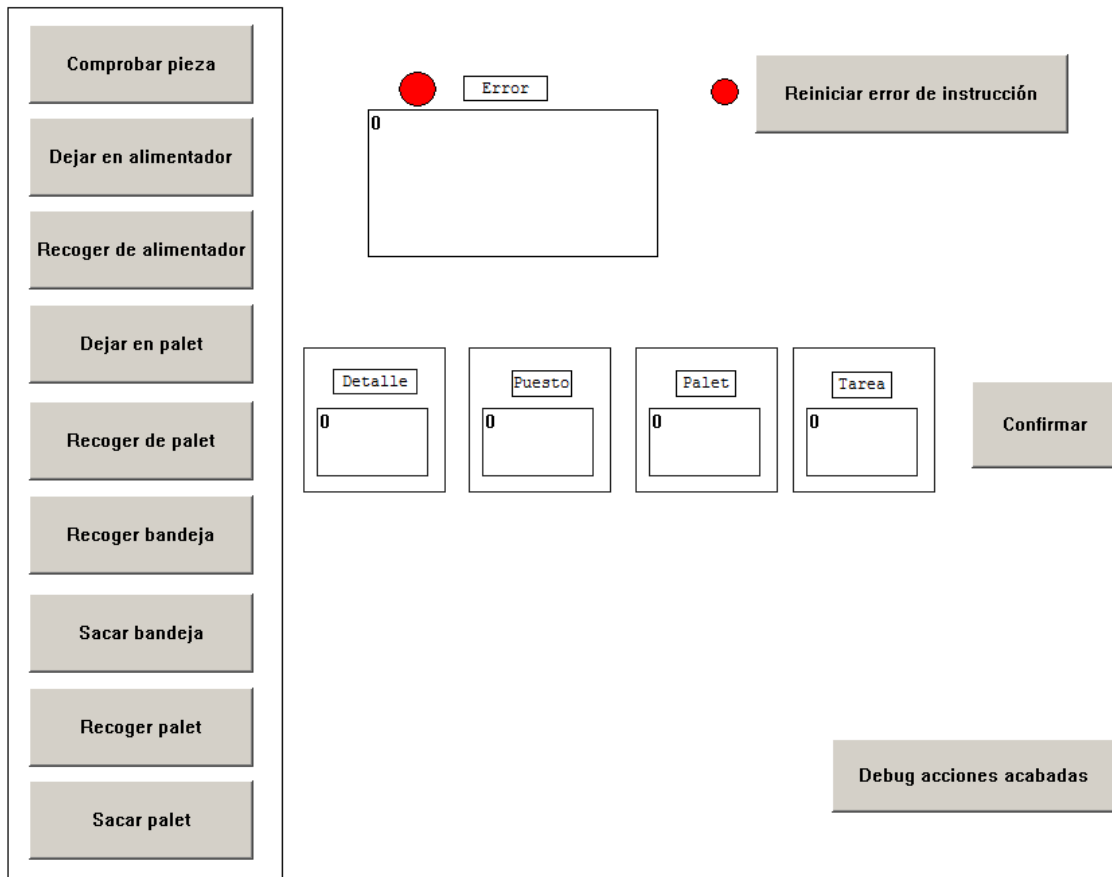 Comprobar pieza
Dejar en alimentador
Recoger de alimentador
Dejar en palet
Recoger de palet
Recoger bandeja
Sacar bandeja
Recoger palet
Sacar palet
Error
0
Reiniciar error de instrucción
Detalle
0
Puesto
0
Palet
0
Tarea
0
Confirmar
Debug acciones acabadas